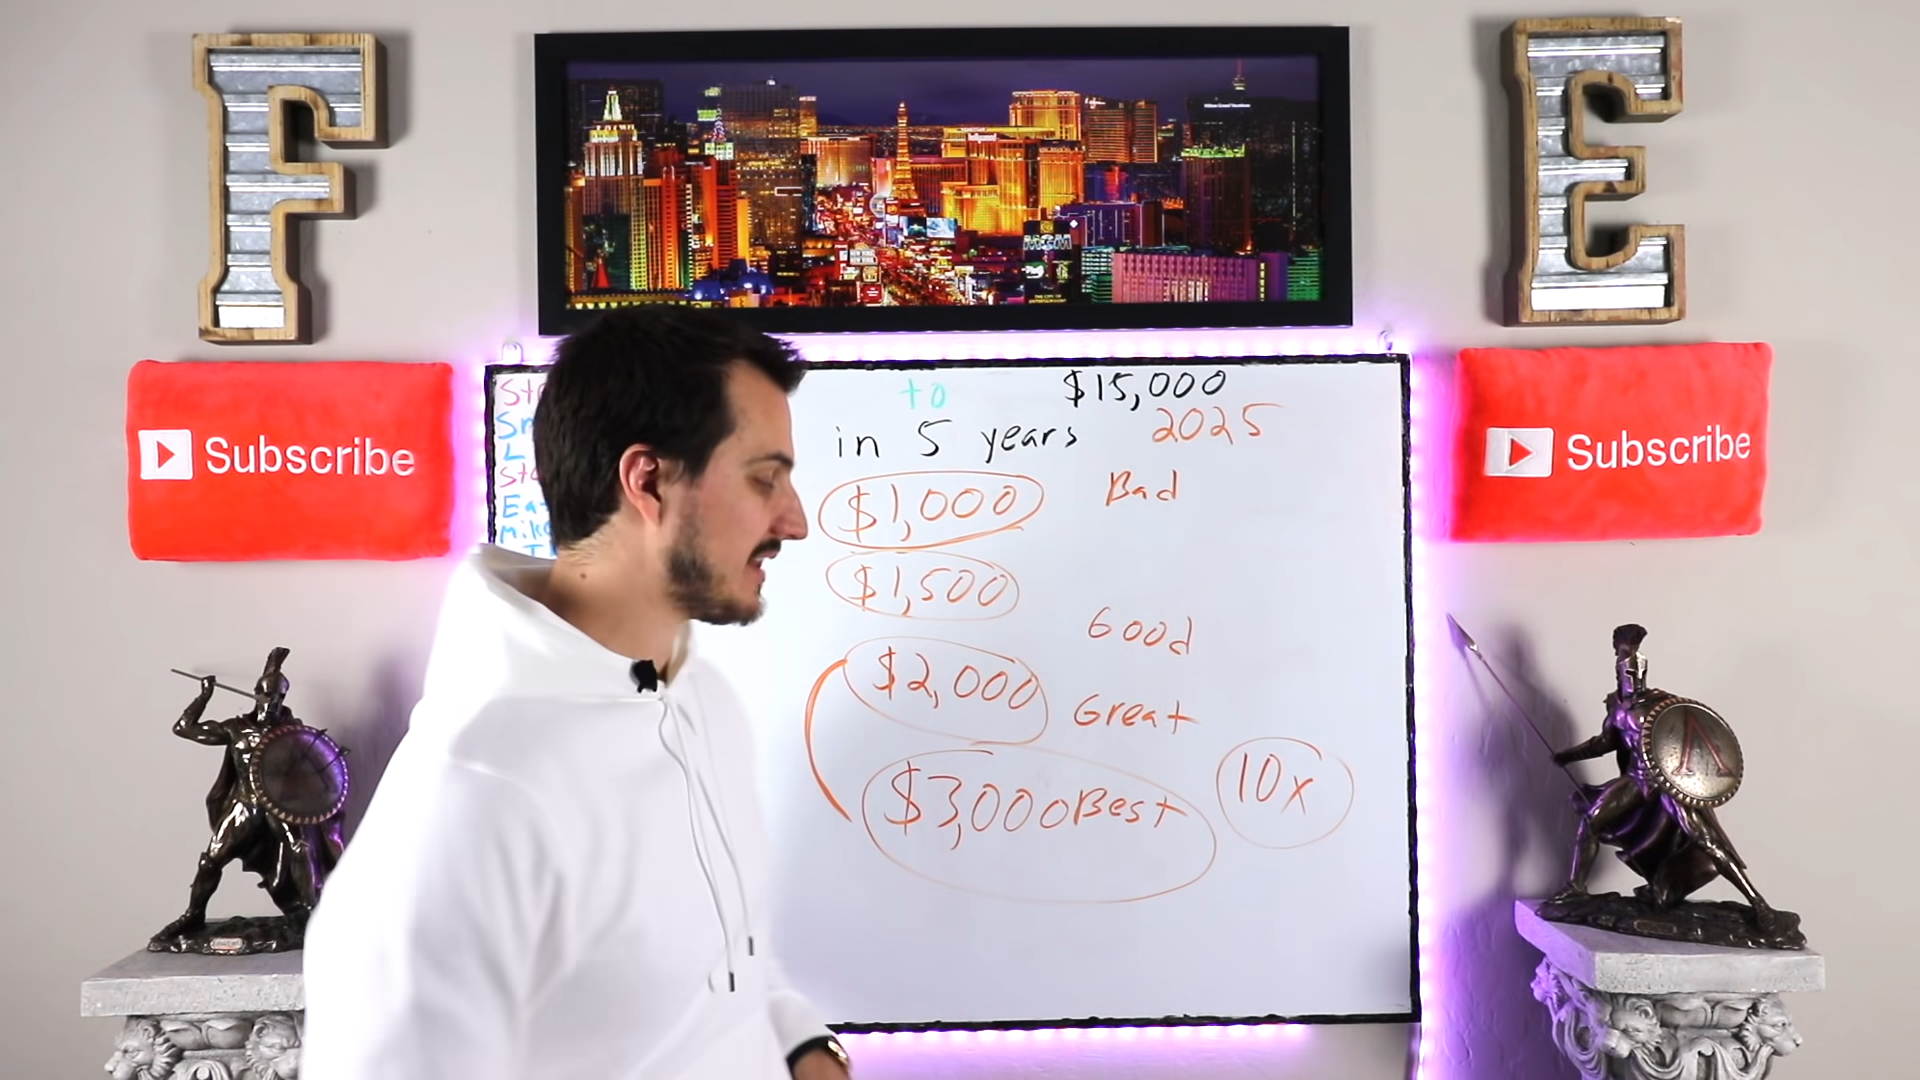 F
E
MGM
Subscribe
Subscribe
to $15,000
in 5 years 2025
$1,000 Bad
$1,500
Good
$2,000 Great
$3,000 Best 10x